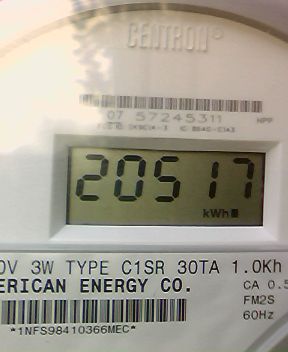 CENTRON®
07 57245311 NPP
20517
kWh
0V 3W TYPE C1SR 30TA 1.0Kh
ERICAN ENERGY CO. CA 0.5
FM2S
*1NFS98410366MEC* 60Hz